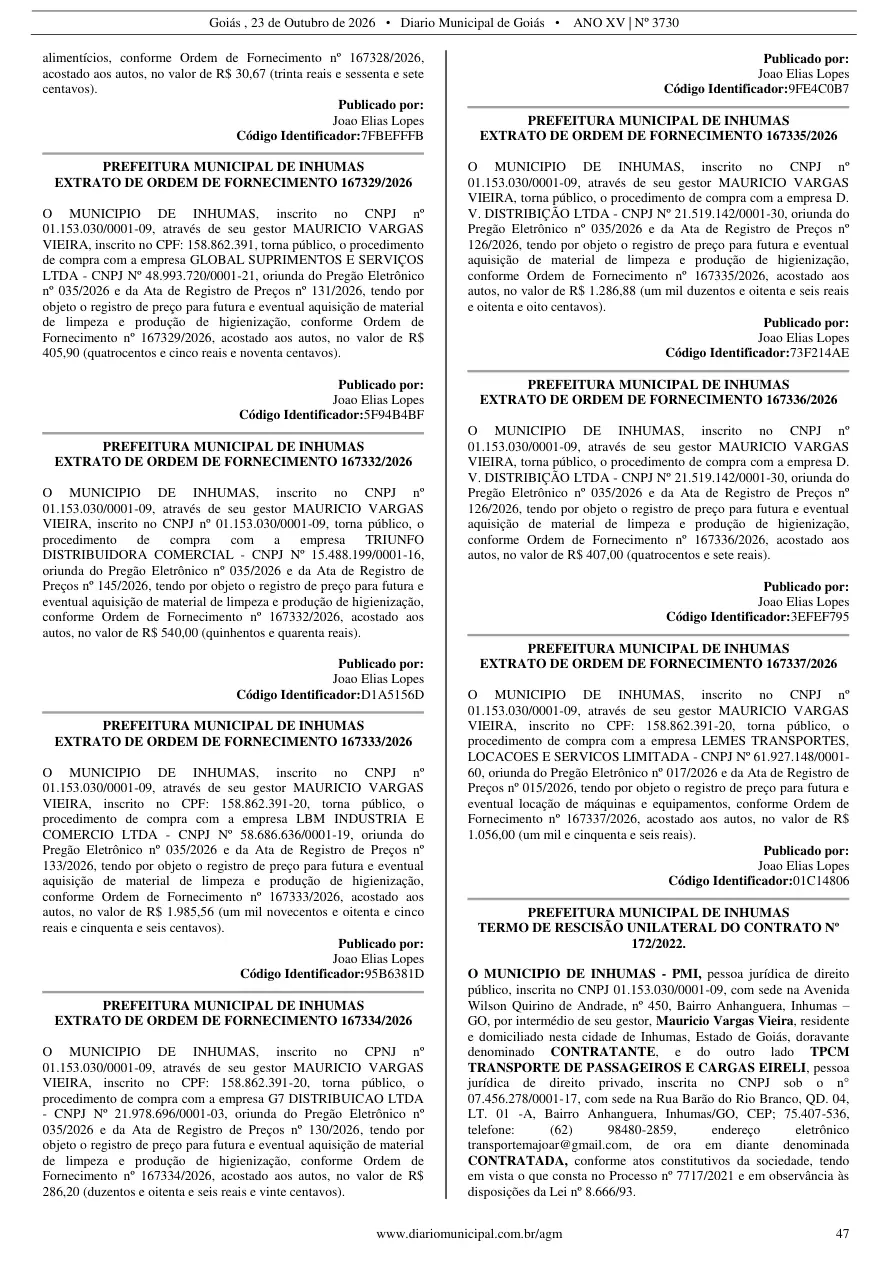 Goiás , 23 de Outubro de 2026 • Diario Municipal de Goiás • ANO XV | Nº 3730
alimentícios, conforme Ordem de Fornecimento nº 167328/2026,
acostado aos autos, no valor de R$ 30,67 (trinta reais e sessenta e sete
centavos).
Publicado por:
Joao Elias Lopes
Código Identificador:7FBEFFFB
PREFEITURA MUNICIPAL DE INHUMAS
EXTRATO DE ORDEM DE FORNECIMENTO 167329/2026
O MUNICIPIO DE INHUMAS, inscrito no CNPJ nº
01.153.030/0001-09, através de seu gestor MAURICIO VARGAS
VIEIRA, inscrito no CPF: 158.862.391, torna público, o procedimento
de compra com a empresa GLOBAL SUPRIMENTOS E SERVIÇOS
LTDA - CNPJ Nº 48.993.720/0001-21, oriunda do Pregão Eletrônico
nº 035/2026 e da Ata de Registro de Preços nº 131/2026, tendo por
objeto o registro de preço para futura e eventual aquisição de material
de limpeza e produção de higienização, conforme Ordem de
Fornecimento nº 167329/2026, acostado aos autos, no valor de R$
405,90 (quatrocentos e cinco reais e noventa centavos).
Publicado por:
Joao Elias Lopes
Código Identificador:5F94B4BF
PREFEITURA MUNICIPAL DE INHUMAS
EXTRATO DE ORDEM DE FORNECIMENTO 167332/2026
O MUNICIPIO DE INHUMAS, inscrito no CNPJ nº
01.153.030/0001-09, através de seu gestor MAURICIO VARGAS
VIEIRA, inscrito no CNPJ nº 01.153.030/0001-09, torna público, o
procedimento de compra com a empresa TRIUNFO
DISTRIBUIDORA COMERCIAL - CNPJ Nº 15.488.199/0001-16,
oriunda do Pregão Eletrônico nº 035/2026 e da Ata de Registro de
Preços nº 145/2026, tendo por objeto o registro de preço para futura e
eventual aquisição de material de limpeza e produção de higienização,
conforme Ordem de Fornecimento nº 167332/2026, acostado aos
autos, no valor de R$ 540,00 (quinhentos e quarenta reais).
Publicado por:
Joao Elias Lopes
Código Identificador:D1A5156D
PREFEITURA MUNICIPAL DE INHUMAS
EXTRATO DE ORDEM DE FORNECIMENTO 167333/2026
O MUNICIPIO DE INHUMAS, inscrito no CNPJ nº
01.153.030/0001-09, através de seu gestor MAURICIO VARGAS
VIEIRA, inscrito no CPF: 158.862.391-20, torna público, o
procedimento de compra com a empresa LBM INDUSTRIA E
COMERCIO LTDA - CNPJ Nº 58.686.636/0001-19, oriunda do
Pregão Eletrônico nº 035/2026 e da Ata de Registro de Preços nº
133/2026, tendo por objeto o registro de preço para futura e eventual
aquisição de material de limpeza e produção de higienização,
conforme Ordem de Fornecimento nº 167333/2026, acostado aos
autos, no valor de R$ 1.985,56 (um mil novecentos e oitenta e cinco
reais e cinquenta e seis centavos).
Publicado por:
Joao Elias Lopes
Código Identificador:95B6381D
PREFEITURA MUNICIPAL DE INHUMAS
EXTRATO DE ORDEM DE FORNECIMENTO 167334/2026
O MUNICIPIO DE INHUMAS, inscrito no CPNJ nº
01.153.030/0001-09, através de seu gestor MAURICIO VARGAS
VIEIRA, inscrito no CPF: 158.862.391-20, torna público, o
procedimento de compra com a empresa G7 DISTRIBUICAO LTDA
- CNPJ Nº 21.978.696/0001-03, oriunda do Pregão Eletrônico nº
035/2026 e da Ata de Registro de Preços nº 130/2026, tendo por
objeto o registro de preço para futura e eventual aquisição de material
de limpeza e produção de higienização, conforme Ordem de
Fornecimento nº 167334/2026, acostado aos autos, no valor de R$
286,20 (duzentos e oitenta e seis reais e vinte centavos).
Publicado por:
Joao Elias Lopes
Código Identificador:9FE4C0B7
PREFEITURA MUNICIPAL DE INHUMAS
EXTRATO DE ORDEM DE FORNECIMENTO 167335/2026
O MUNICIPIO DE INHUMAS, inscrito no CNPJ nº
01.153.030/0001-09, através de seu gestor MAURICIO VARGAS
VIEIRA, torna público, o procedimento de compra com a empresa D.
V. DISTRIBIÇÃO LTDA - CNPJ Nº 21.519.142/0001-30, oriunda do
Pregão Eletrônico nº 035/2026 e da Ata de Registro de Preços nº
126/2026, tendo por objeto o registro de preço para futura e eventual
aquisição de material de limpeza e produção de higienização,
conforme Ordem de Fornecimento nº 167335/2026, acostado aos
autos, no valor de R$ 1.286,88 (um mil duzentos e oitenta e seis reais
e oitenta e oito centavos).
Publicado por:
Joao Elias Lopes
Código Identificador:73F214AE
PREFEITURA MUNICIPAL DE INHUMAS
EXTRATO DE ORDEM DE FORNECIMENTO 167336/2026
O MUNICIPIO DE INHUMAS, inscrito no CNPJ nº
01.153.030/0001-09, através de seu gestor MAURICIO VARGAS
VIEIRA, torna público, o procedimento de compra com a empresa D.
V. DISTRIBIÇÃO LTDA - CNPJ Nº 21.519.142/0001-30, oriunda do
Pregão Eletrônico nº 035/2026 e da Ata de Registro de Preços nº
126/2026, tendo por objeto o registro de preço para futura e eventual
aquisição de material de limpeza e produção de higienização,
conforme Ordem de Fornecimento nº 167336/2026, acostado aos
autos, no valor de R$ 407,00 (quatrocentos e sete reais).
Publicado por:
Joao Elias Lopes
Código Identificador:3EFEF795
PREFEITURA MUNICIPAL DE INHUMAS
EXTRATO DE ORDEM DE FORNECIMENTO 167337/2026
O MUNICIPIO DE INHUMAS, inscrito no CNPJ nº
01.153.030/0001-09, através de seu gestor MAURICIO VARGAS
VIEIRA, inscrito no CPF: 158.862.391-20, torna público, o
procedimento de compra com a empresa LEMES TRANSPORTES,
LOCACOES E SERVICOS LIMITADA - CNPJ Nº 61.927.148/0001-
60, oriunda do Pregão Eletrônico nº 017/2026 e da Ata de Registro de
Preços nº 015/2026, tendo por objeto o registro de preço para futura e
eventual locação de máquinas e equipamentos, conforme Ordem de
Fornecimento nº 167337/2026, acostado aos autos, no valor de R$
1.056,00 (um mil e cinquenta e seis reais).
Publicado por:
Joao Elias Lopes
Código Identificador:01C14806
PREFEITURA MUNICIPAL DE INHUMAS
TERMO DE RESCISÃO UNILATERAL DO CONTRATO Nº
172/2022.
O MUNICIPIO DE INHUMAS - PMI, pessoa jurídica de direito
público, inscrita no CNPJ 01.153.030/0001-09, com sede na Avenida
Wilson Quirino de Andrade, nº 450, Bairro Anhanguera, Inhumas –
GO, por intermédio de seu gestor, Mauricio Vargas Vieira, residente
e domiciliado nesta cidade de Inhumas, Estado de Goiás, doravante
denominado CONTRATANTE, e do outro lado TPCM
TRANSPORTE DE PASSAGEIROS E CARGAS EIRELI, pessoa
jurídica de direito privado, inscrita no CNPJ sob o n°
07.456.278/0001-17, com sede na Rua Barão do Rio Branco, QD. 04,
LT. 01 -A, Bairro Anhanguera, Inhumas/GO, CEP; 75.407-536,
telefone: (62) 98480-2859, endereço eletrônico
transportemajoar@gmail.com, de ora em diante denominada
CONTRATADA, conforme atos constitutivos da sociedade, tendo
em vista o que consta no Processo nº 7717/2021 e em observância às
disposições da Lei nº 8.666/93.
www.diariomunicipal.com.br/agm 47